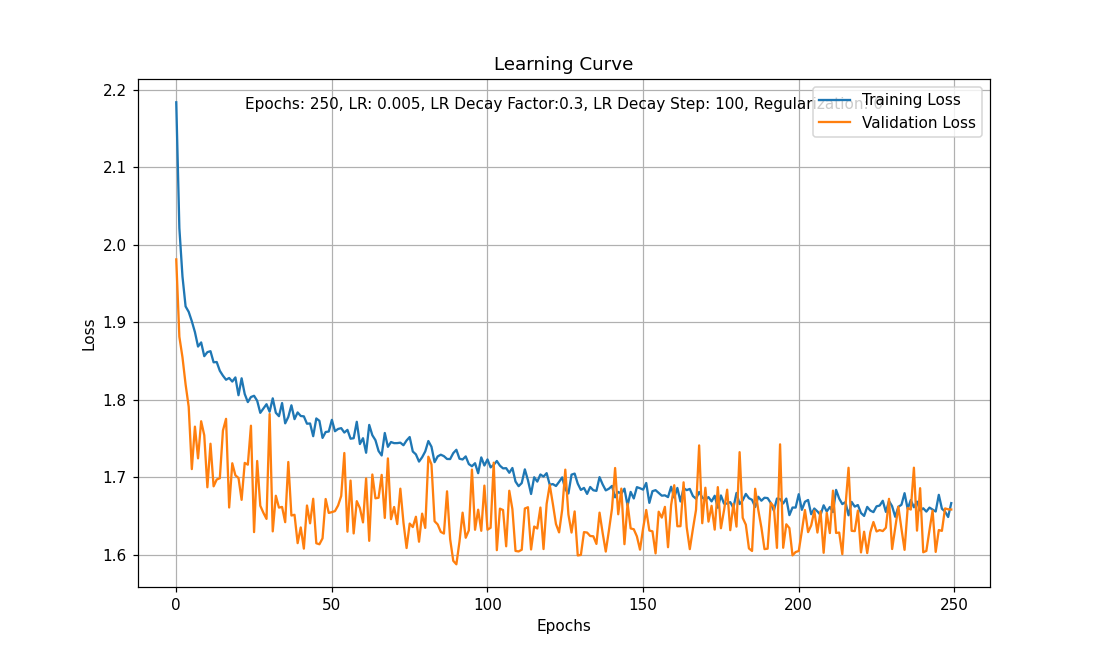 Learning Curve
2.2
2.1
2.0
1.9
1.8
1.7
1.6
Loss
Epochs: 250, LR: 0.005, LR Decay Factor:0.3, LR Decay Step: 100, Regularization: 0
Training Loss
Validation Loss
0 50 100 150 200 250
Epochs